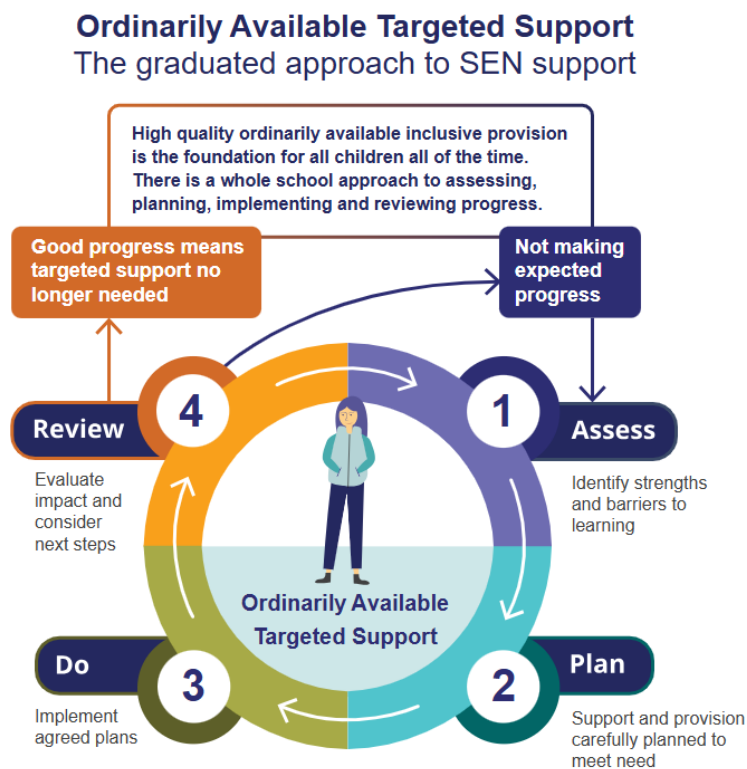 Ordinarily Available Targeted Support
The graduated approach to SEN support
High quality ordinarily available inclusive provision
is the foundation for all children all of the time.
There is a whole school approach to assessing,
planning, implementing and reviewing progress.
Good progress means
targeted support no
longer needed
Not making
expected
progress
4
Review
Evaluate
impact and
consider
next steps
1
Assess
Identify strengths
and barriers to
learning
Ordinarily Available
Targeted Support
Do
3
Implement
agreed plans
2
Plan
Support and provision
carefully planned to
meet need